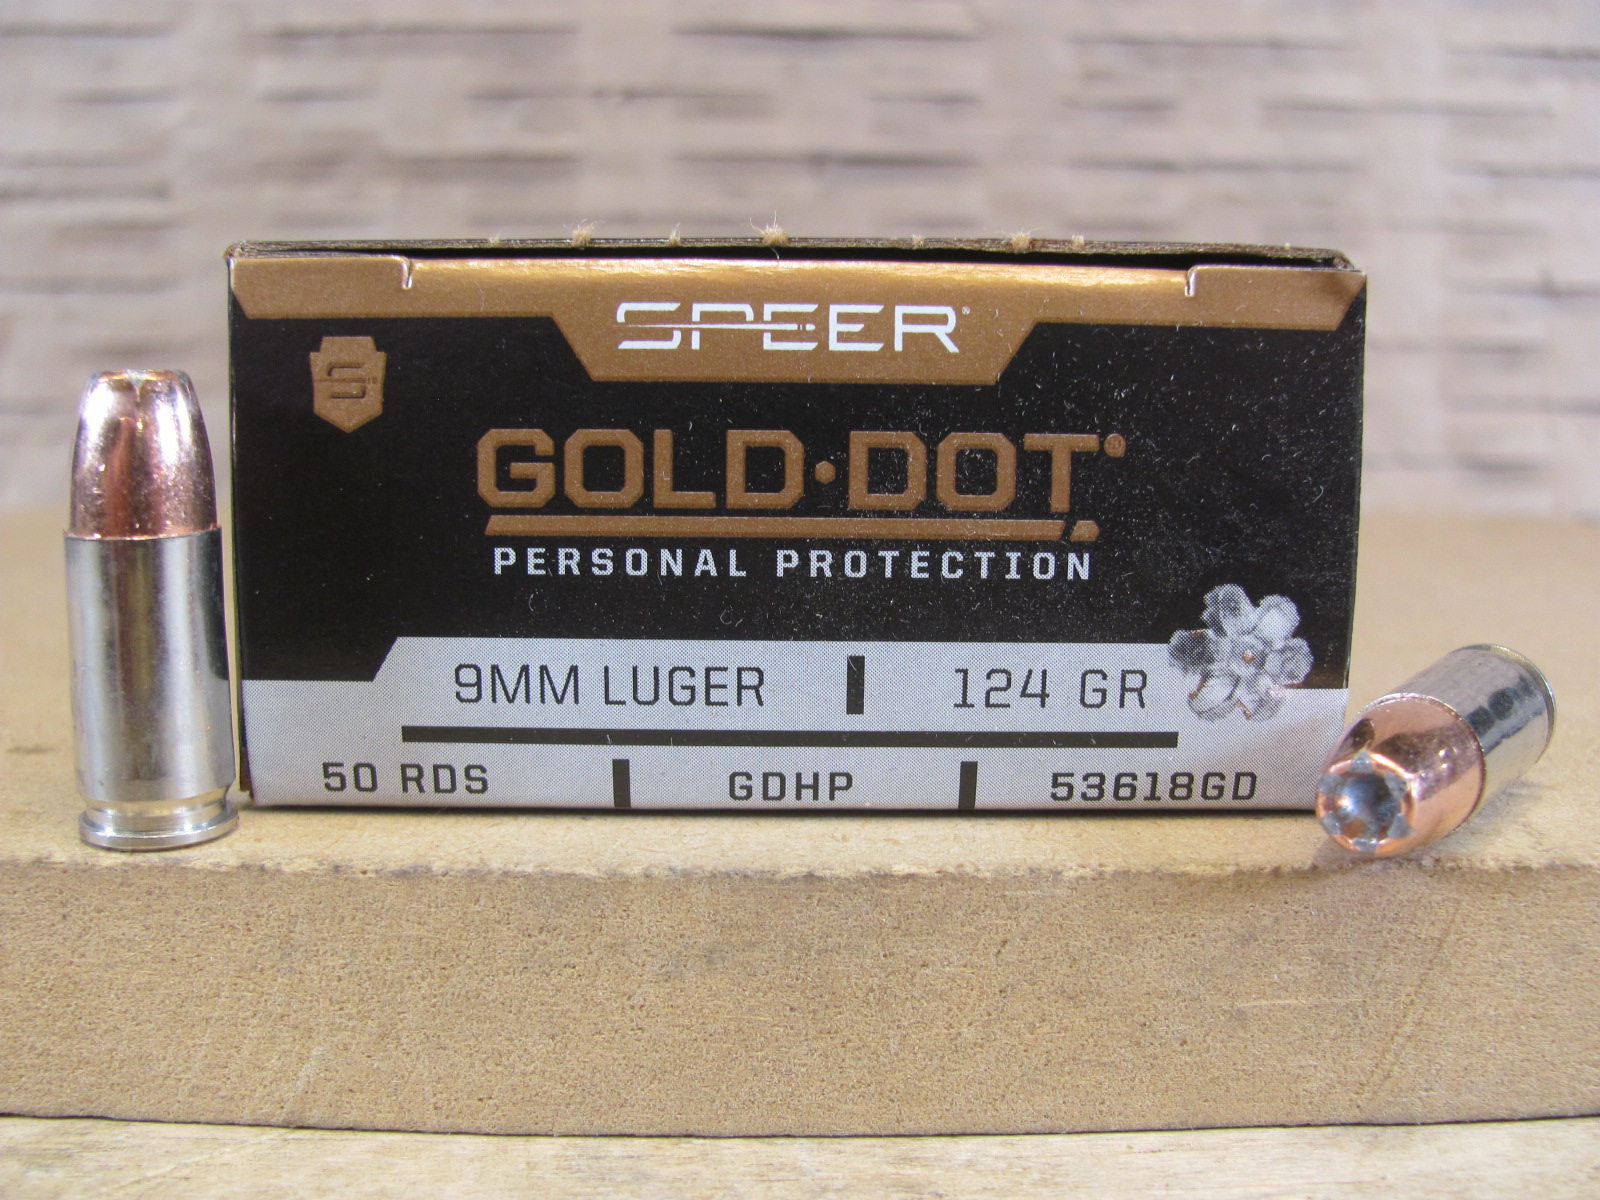 SPEER®
S
GOLD·DOT®
PERSONAL PROTECTION
9MM LUGER | 124 GR
50 RDS | GDHP | 53618GD